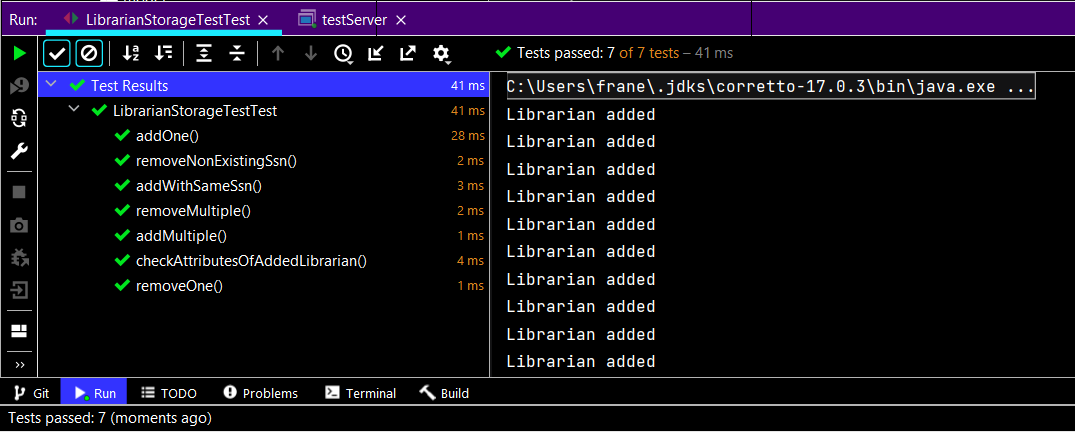 Run: LibrarianStorageTestTest × testServer ×
Tests passed: 7 of 7 tests – 41 ms
Test Results 41 ms
LibrarianStorageTestTest 41 ms
addOne() 28 ms
removeNonExistingSsn() 2 ms
addWithSameSsn() 3 ms
removeMultiple() 2 ms
addMultiple() 1 ms
checkAttributesOfAddedLibrarian() 4 ms
removeOne() 1 ms
C:\Users\frane\.jdks\corretto-17.0.3\bin\java.exe ...
Librarian added
Librarian added
Librarian added
Librarian added
Librarian added
Librarian added
Librarian added
Librarian added
Librarian added
Librarian added
Git Run TODO Problems Terminal Build
Tests passed: 7 (moments ago)